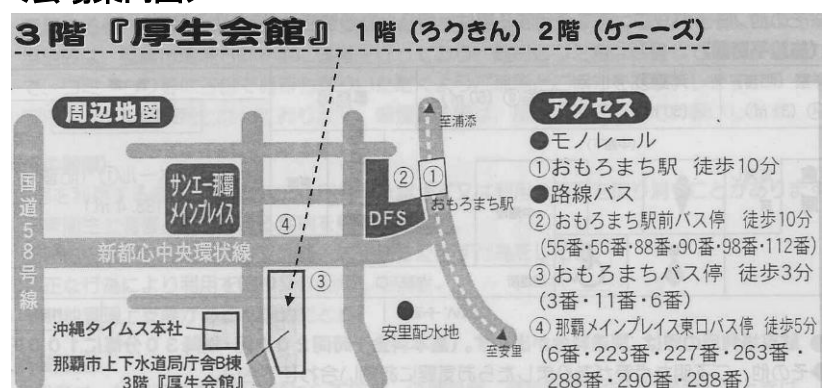 3階『厚生会館』 1階(ろうきん) 2階(ケニーズ)
周辺地図
至浦添
国道58号線
サンエー那覇
メインプレイス
②
①
おもろまち駅
DFS
④
新都心中央環状線
③
沖縄タイムス本社
安里配水地
至安里
那覇市上下水道局庁舎B棟
3階『厚生会館』
アクセス
●モノレール
①おもろまち駅 徒歩10分
●路線バス
②おもろまち駅前バス停 徒歩10分
(55番・56番・88番・90番・98番・112番)
③おもろまちバス停 徒歩3分
(3番・11番・6番)
④那覇メインプレイス東口バス停 徒歩5分
(6番・223番・227番・263番・
288番・290番・298番)